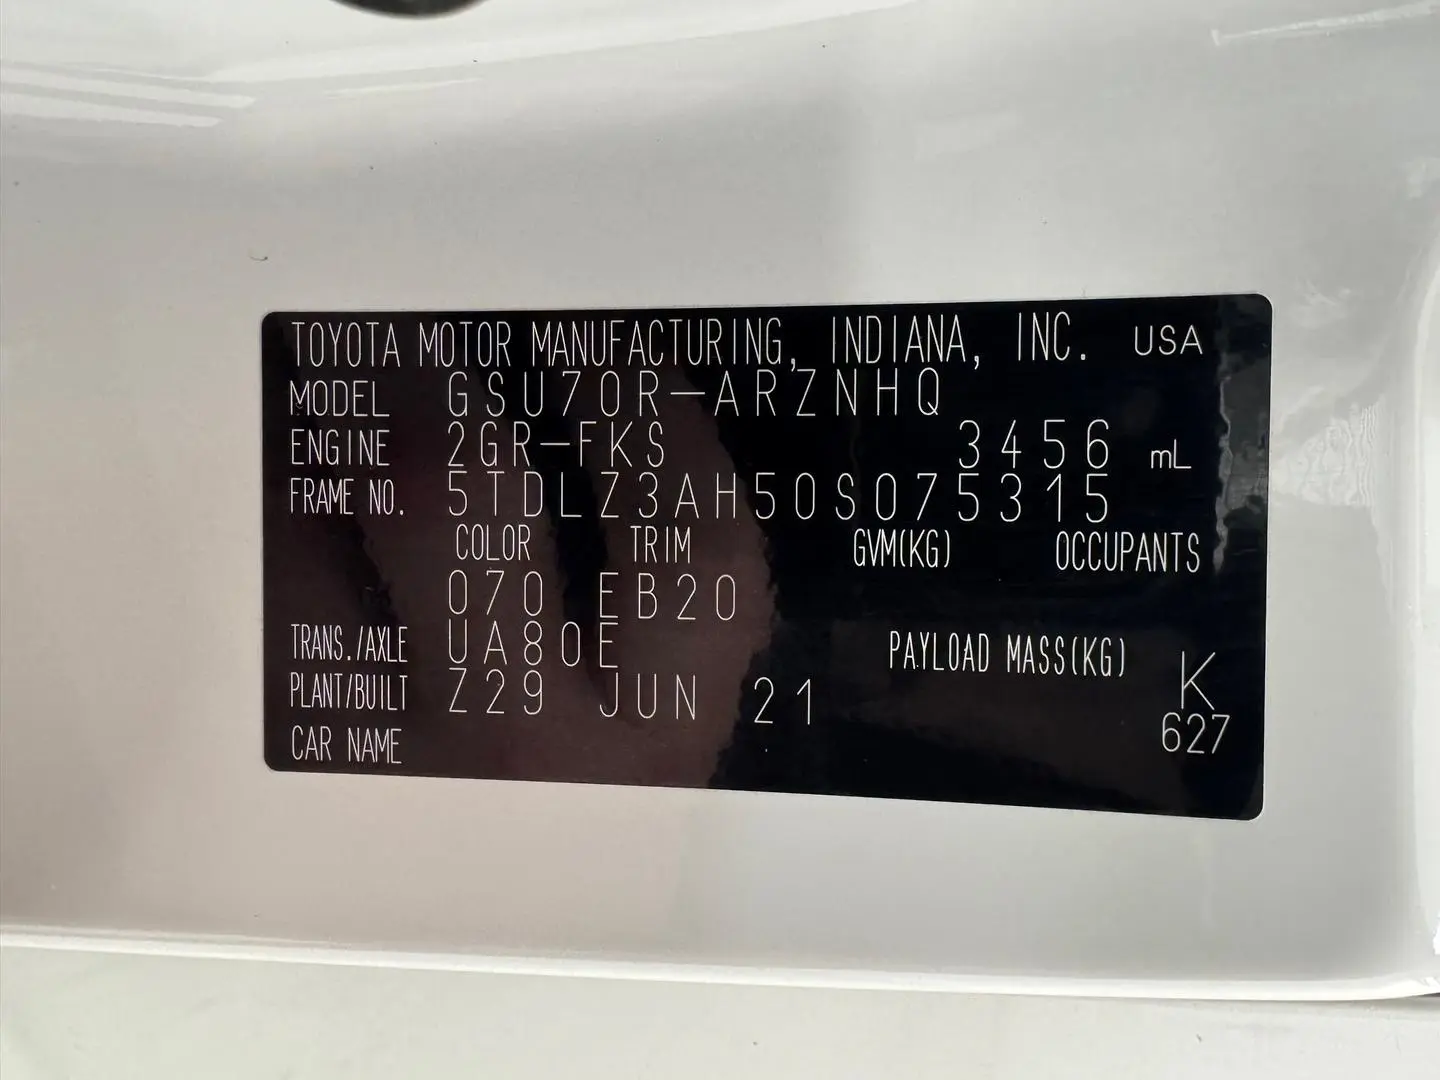 TOYOTA MOTOR MANUFACTURING, INDIANA, INC. USA
MODEL GSU70R-ARZNHQ
ENGINE 2GR-FKS 3456 mL
FRAME NO. 5TDLZ3AH50S075315
COLOR TRIM GVM(KG) OCCUPANTS
070 EB20
TRANS./AXLE UA80E PAYLOAD MASS(KG) K
PLANT/BUILT Z29 JUN 21 627
CAR NAME